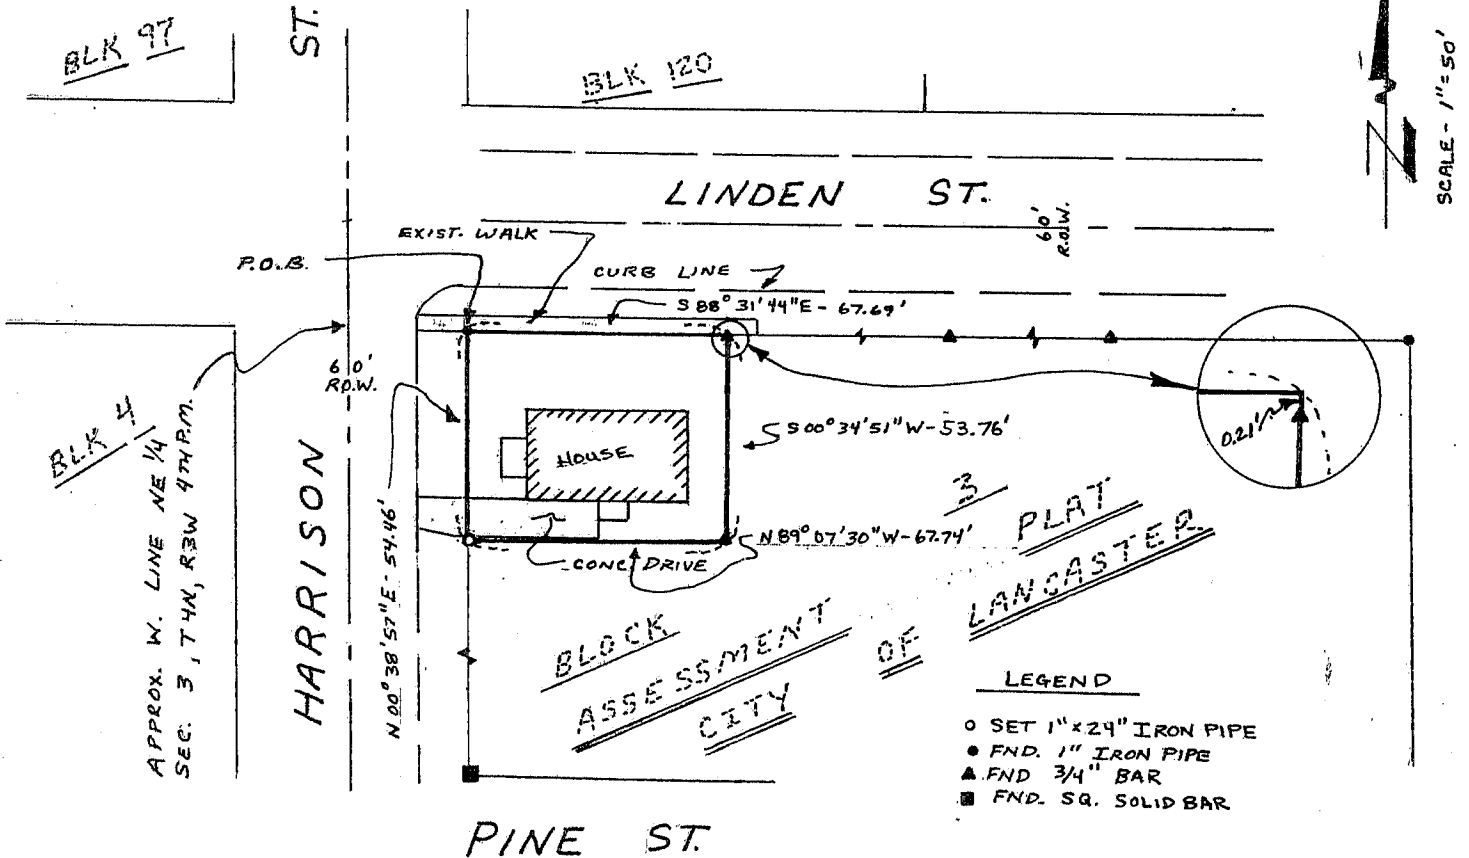 BLK 97
ST.
BLK 120
N
SCALE - 1"=50'
LINDEN ST.
60'
R.O.W.
EXIST. WALK
P.O.B.
CURB LINE
S 88° 31' 44" E - 67.69'
60'
R.O.W.
BLK 4
APPROX. W. LINE NE 1/4
SEC. 3, T4N, R3W 4TH P.M.
HARRISON
N 00° 38' 57" E - 54.46'
HOUSE
S 00° 34' 51" W - 53.76'
0.21'
N 89° 07' 30" W - 67.74'
CONC. DRIVE
BLOCK 3
ASSESSMENT PLAT
CITY OF LANCASTER
LEGEND
SET 1" x 24" IRON PIPE
FND. 1" IRON PIPE
FND 3/4" BAR
FND. SQ. SOLID BAR
PINE ST.